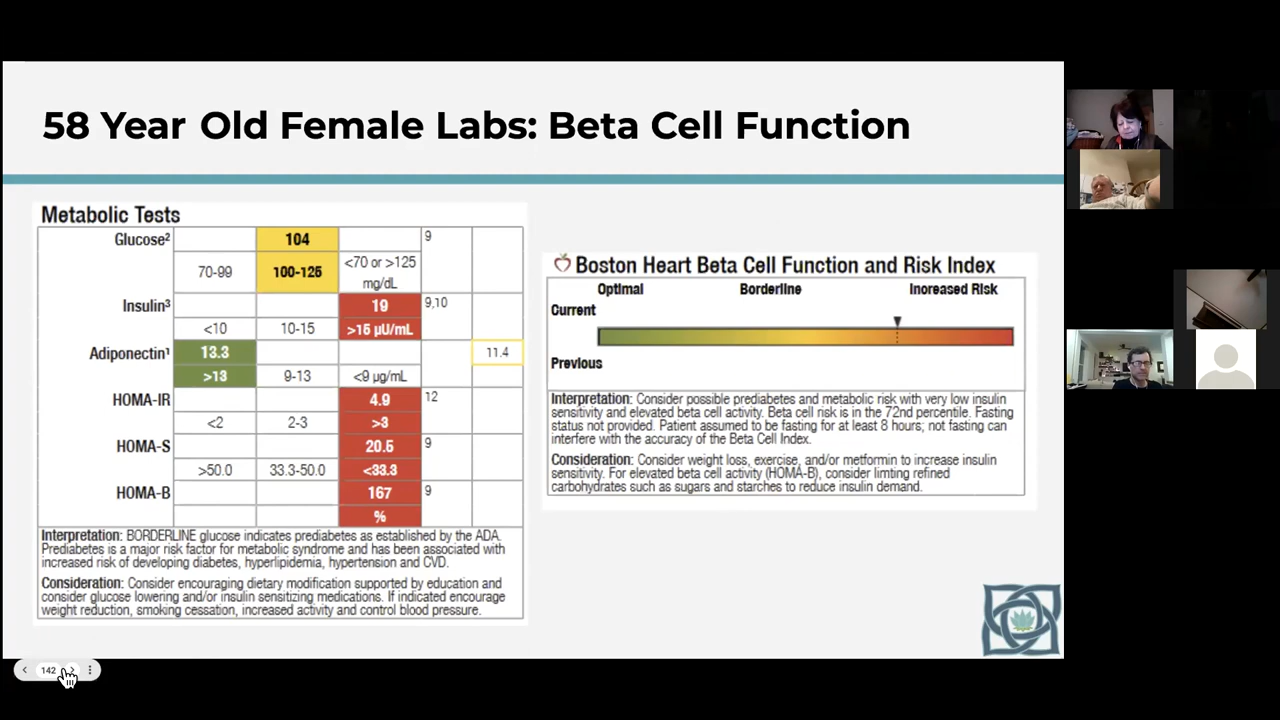 58 Year Old Female Labs: Beta Cell Function
Metabolic Tests
Glucose² 104 9
70-99 100-125 <70 or >125 mg/dL
Insulin³ 19 9,10
<10 10-15 >15 µU/mL
Adiponectin¹ 13.3 11.4
>13 9-13 <9 µg/mL
HOMA-IR 4.9 12
<2 2-3 >3
HOMA-S 20.5 9
>50.0 33.3-50.0 <33.3
HOMA-B 167 9
%
Interpretation: BORDERLINE glucose indicates prediabetes as established by the ADA.
Prediabetes is a major risk factor for metabolic syndrome and has been associated with
increased risk of developing diabetes, hyperlipidemia, hypertension and CVD.
Consideration: Consider encouraging dietary modification supported by education and
consider glucose lowering and/or insulin sensitizing medications. If indicated encourage
weight reduction, smoking cessation, increased activity and control blood pressure.
Boston Heart Beta Cell Function and Risk Index
Optimal Borderline Increased Risk
Current
Previous
Interpretation: Consider possible prediabetes and metabolic risk with very low insulin
sensitivity and elevated beta cell activity. Beta cell risk is in the 72nd percentile. Fasting
status not provided. Patient assumed to be fasting for at least 8 hours; not fasting can
interfere with the accuracy of the Beta Cell Index.
Consideration: Consider weight loss, exercise, and/or metformin to increase insulin
sensitivity. For elevated beta cell activity (HOMA-B), consider limting refined
carbohydrates such as sugars and starches to reduce insulin demand.
142